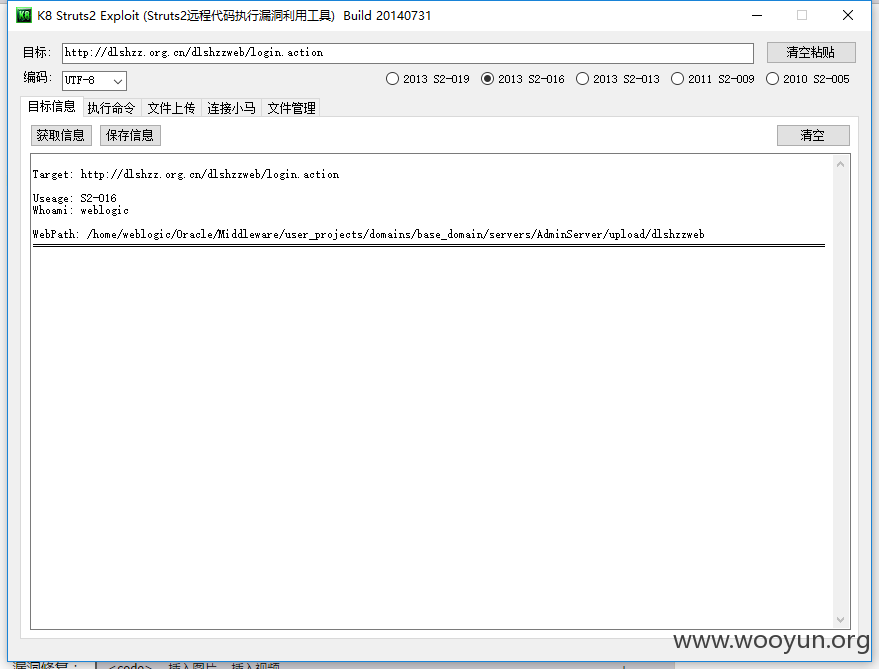 K8 Struts2 Exploit (Struts2远程代码执行漏洞利用工具) Build 20140731
目标: http://dlshzz.org.cn/dlshzzweb/login.action 清空粘贴
编码: UTF-8 2013 S2-019 2013 S2-016 2013 S2-013 2011 S2-009 2010 S2-005
目标信息 执行命令 文件上传 连接小马 文件管理
获取信息 保存信息 清空
Target: http://dlshzz.org.cn/dlshzzweb/login.action
Useage: S2-016
Whoami: weblogic
WebPath: /home/weblogic/Oracle/Middleware/user_projects/domains/base_domain/servers/AdminServer/upload/dlshzzweb
www.wooyun.org
漏洞修复: <code> 插入图片 插入视频